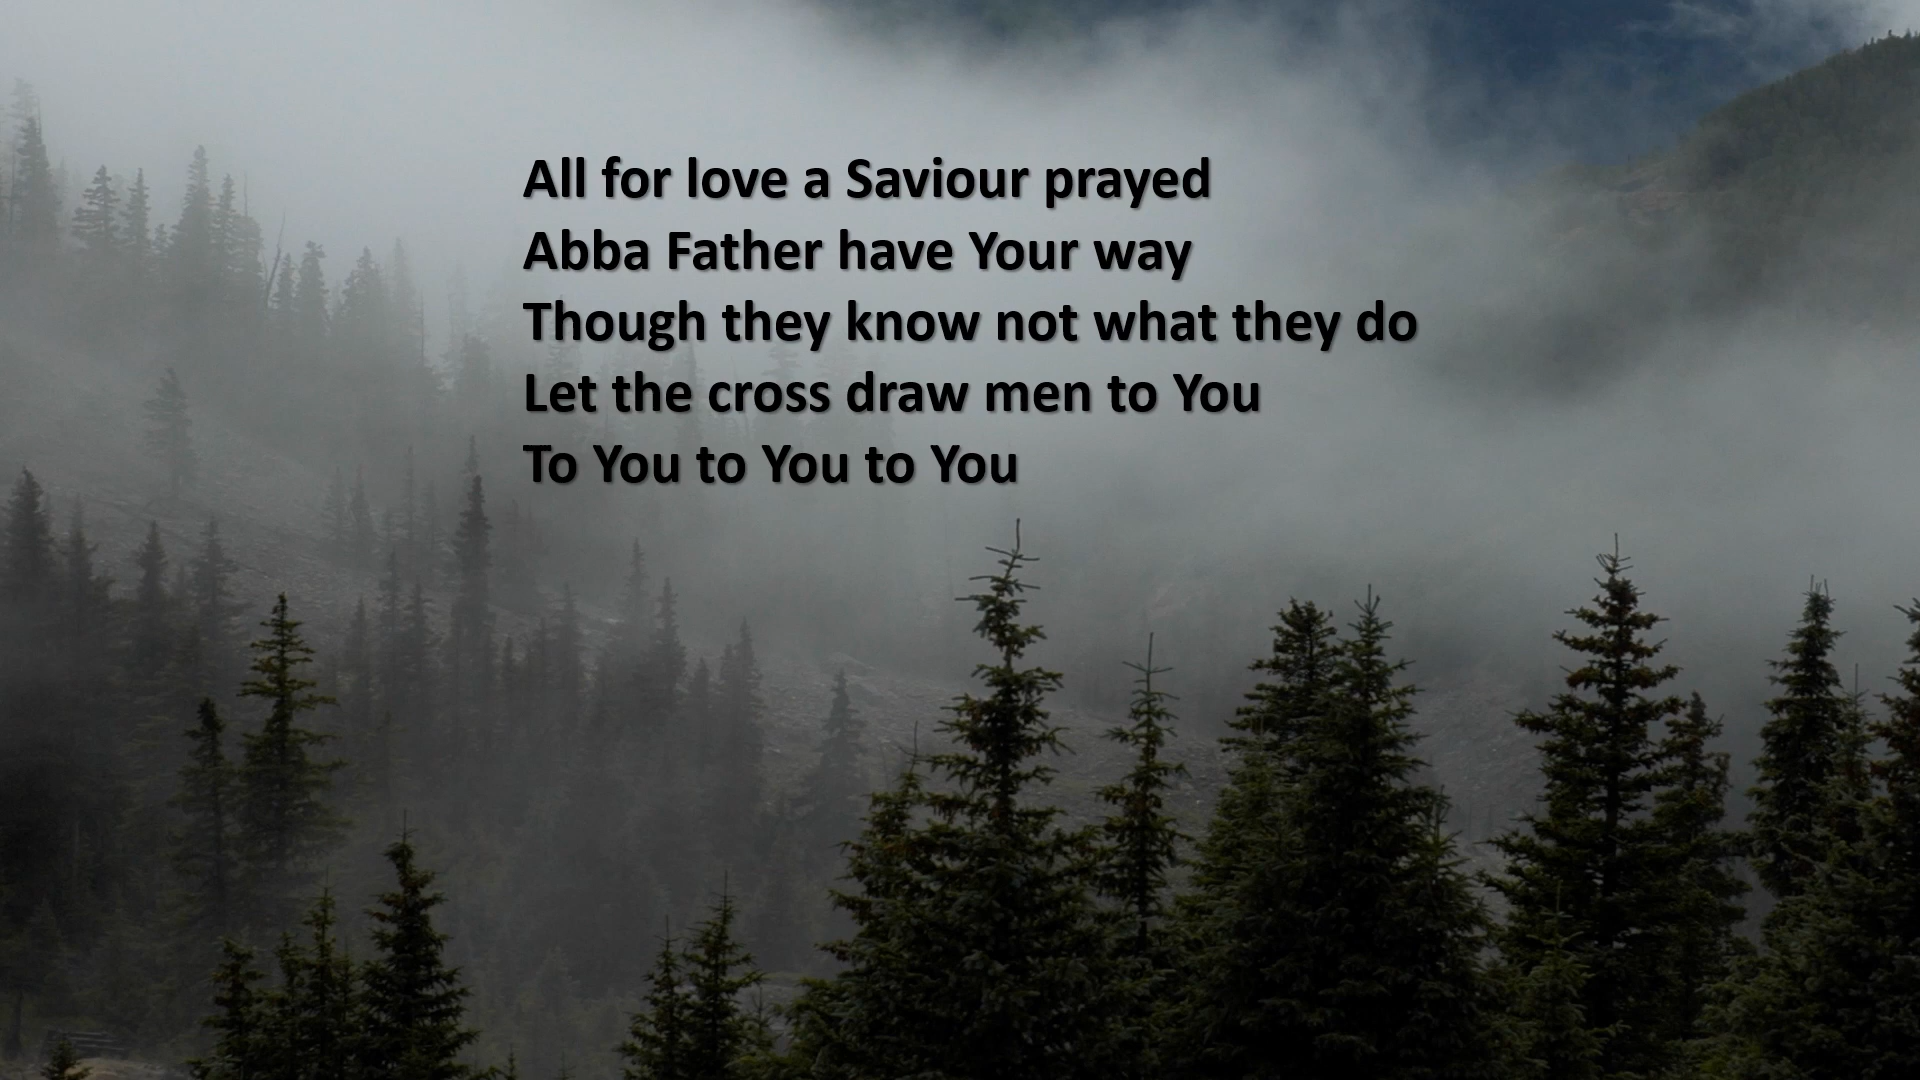 All for love a Saviour prayed
Abba Father have Your way
Though they know not what they do
Let the cross draw men to You
To You to You to You